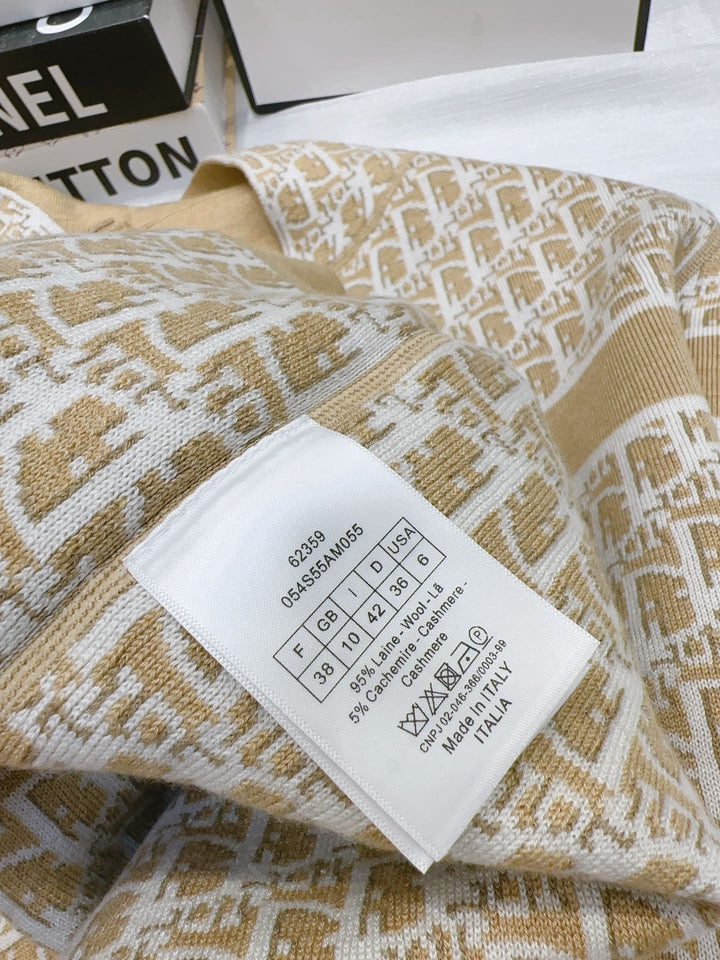 NEL
TTON
62359
054S55AM055
F GB I D USA
38 10 42 36 6
95% Laine - Wool - Lã
5% Cachemire - Cashmere -
Cashmere
CNPJ 02-046-366/0003-99
Made In ITALY
ITALIA